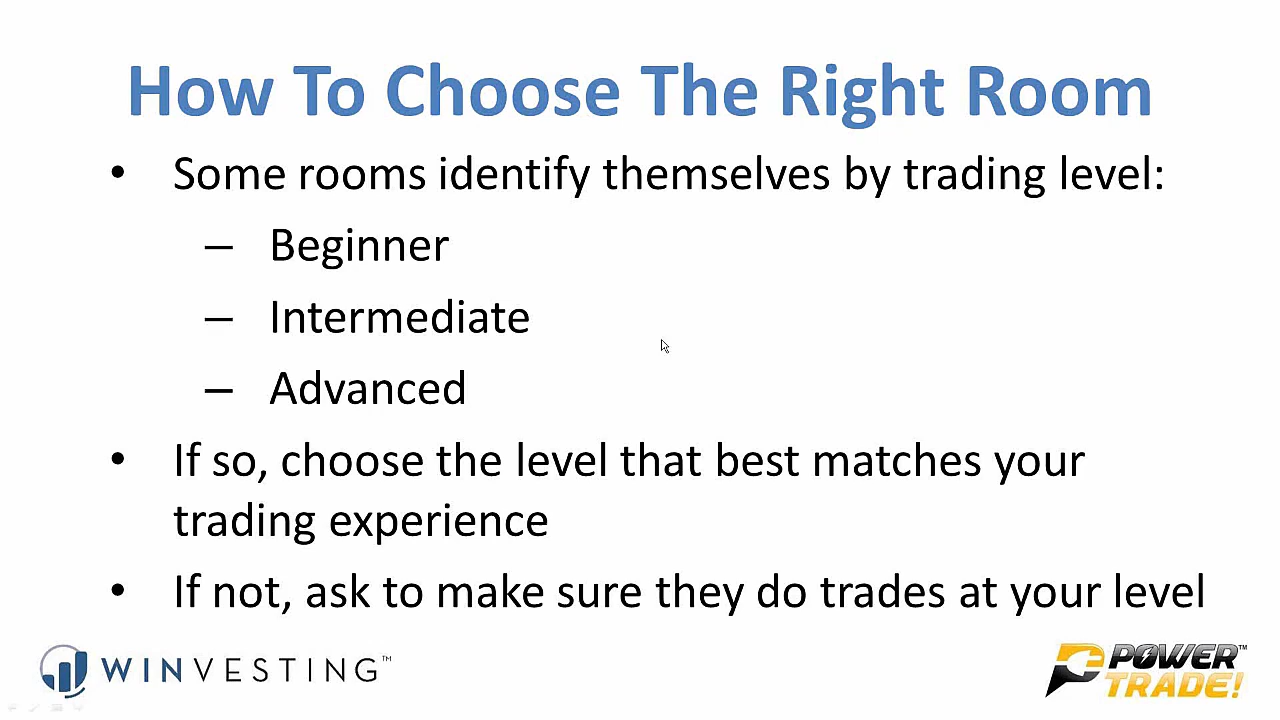 How To Choose The Right Room
• Some rooms identify themselves by trading level:
– Beginner
– Intermediate
– Advanced
• If so, choose the level that best matches your
trading experience
• If not, ask to make sure they do trades at your level
WINVESTING™
POWER™
TRADE!